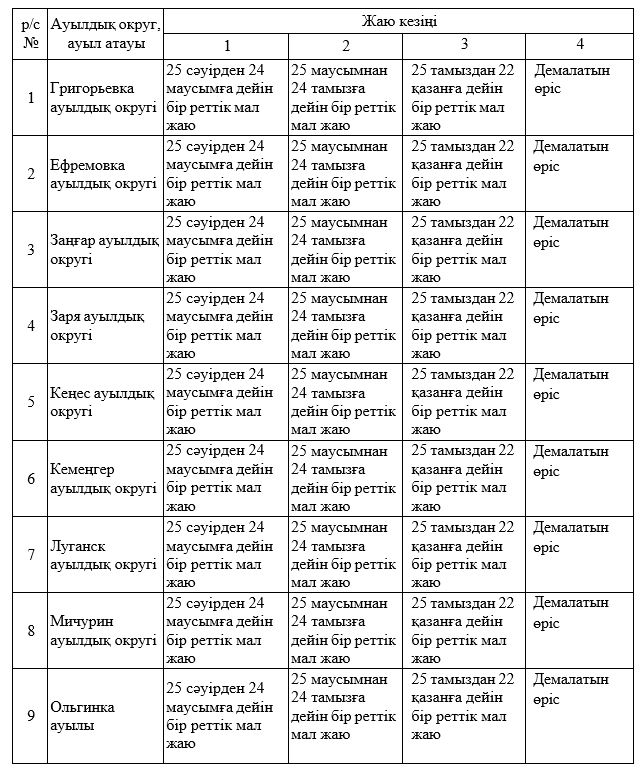 р/с № Ауылдық округ, ауыл атауы Жаю кезіңі
1 2 3 4
1
Григорьевка
ауылдық округі
25 сәуірден 24
маусымға дейін
бір реттік мал
жаю
25 маусымнан
24 тамызға
дейін бір реттік
мал жаю
25 тамыздан 22
қазанға дейін
бір реттік мал
жаю
Демалатын
өріс
2
Ефремовка
ауылдық округі
25 сәуірден 24
маусымға дейін
бір реттік мал
жаю
25 маусымнан
24 тамызға
дейін бір реттік
мал жаю
25 тамыздан 22
қазанға дейін
бір реттік мал
жаю
Демалатын
өріс
3
Заңғар ауылдық
округі
25 сәуірден 24
маусымға дейін
бір реттік мал
жаю
25 маусымнан
24 тамызға
дейін бір реттік
мал жаю
25 тамыздан 22
қазанға дейін
бір реттік мал
жаю
Демалатын
өріс
4
Заря ауылдық
округі
25 сәуірден 24
маусымға дейін
бір реттік мал
жаю
25 маусымнан
24 тамызға
дейін бір реттік
мал жаю
25 тамыздан 22
қазанға дейін
бір реттік мал
жаю
Демалатын
өріс
5
Кеңес ауылдық
округі
25 сәуірден 24
маусымға дейін
бір реттік мал
жаю
25 маусымнан
24 тамызға
дейін бір реттік
мал жаю
25 тамыздан 22
қазанға дейін
бір реттік мал
жаю
Демалатын
өріс
6
Кемеңгер
ауылдық округі
25 сәуірден 24
маусымға дейін
бір реттік мал
жаю
25 маусымнан
24 тамызға
дейін бір реттік
мал жаю
25 тамыздан 22
қазанға дейін
бір реттік мал
жаю
Демалатын
өріс
7
Луганск
ауылдық округі
25 сәуірден 24
маусымға дейін
бір реттік мал
жаю
25 маусымнан
24 тамызға
дейін бір реттік
мал жаю
25 тамыздан 22
қазанға дейін
бір реттік мал
жаю
Демалатын
өріс
8
Мичурин
ауылдық округі
25 сәуірден 24
маусымға дейін
бір реттік мал
жаю
25 маусымнан
24 тамызға
дейін бір реттік
мал жаю
25 тамыздан 22
қазанға дейін
бір реттік мал
жаю
Демалатын
өріс
9
Ольгинка
ауылы
25 сәуірден 24
маусымға дейін
бір реттік мал
жаю
25 маусымнан
24 тамызға
дейін бір реттік
мал жаю
25 тамыздан 22
қазанға дейін
бір реттік мал
жаю
Демалатын
өріс